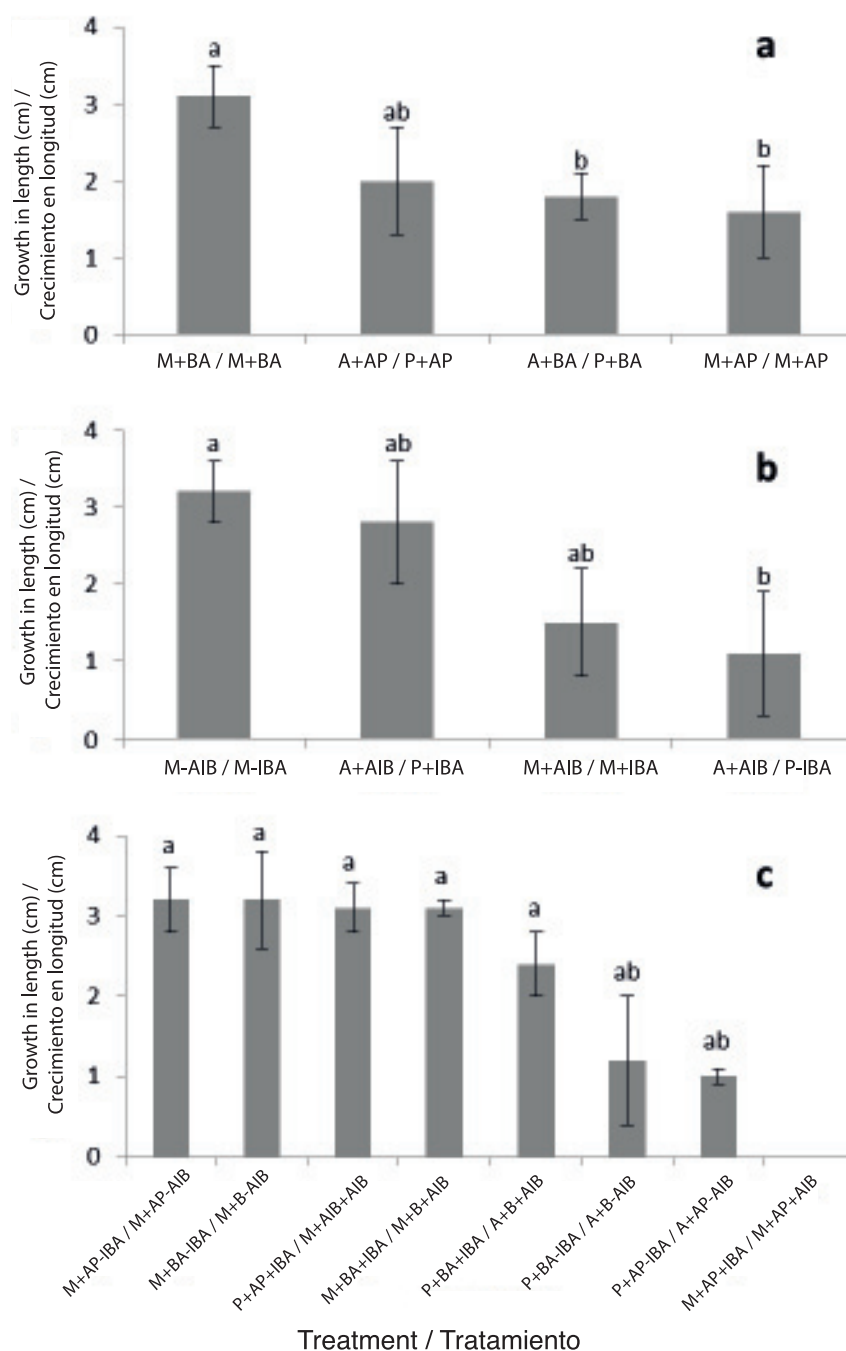 4
a
a
3
ab
b
b
2
1
0
Growth in length (cm) /
Crecimiento en longitud (cm)
M+BA / M+BA
A+AP / P+AP
A+BA / P+BA
M+AP / M+AP
4
a
ab
b
3
ab
b
2
1
0
Growth in length (cm) /
Crecimiento en longitud (cm)
M-AIB / M-IBA
A+AIB / P+IBA
M+AIB / M+IBA
A+AIB / P-IBA
4
a
a
a
a
c
3
a
ab
ab
2
1
0
Growth in length (cm) /
Crecimiento en longitud (cm)
M+AP-IBA / M+AP-AIB
M+BA-IBA / M+B-AIB
P+AP+IBA / M+AIB+AIB
M+BA+IBA / M+B+AIB
P+BA+IBA / A+B+AIB
P+BA-IBA / A+B-AIB
P+AP-IBA / A+AP-AIB
M+AP+IBA / M+AP+AIB
Treatment / Tratamiento